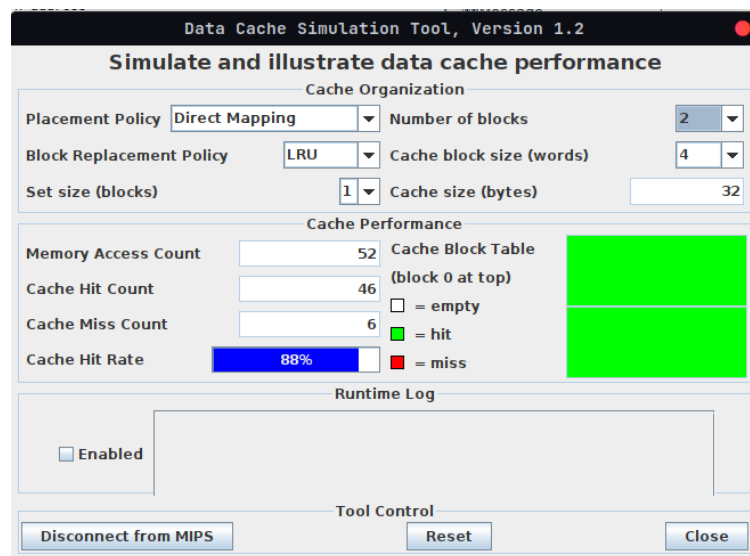 Data Cache Simulation Tool, Version 1.2
Simulate and illustrate data cache performance
Cache Organization
Placement Policy Direct Mapping Number of blocks 2
Block Replacement Policy LRU Cache block size (words) 4
Set size (blocks) 1 Cache size (bytes) 32
Cache Performance
Memory Access Count 52 Cache Block Table
(block 0 at top)
Cache Hit Count 46
= empty
Cache Miss Count 6
= hit
Cache Hit Rate 88%
= miss
Runtime Log
Enabled
Tool Control
Disconnect from MIPS Reset Close